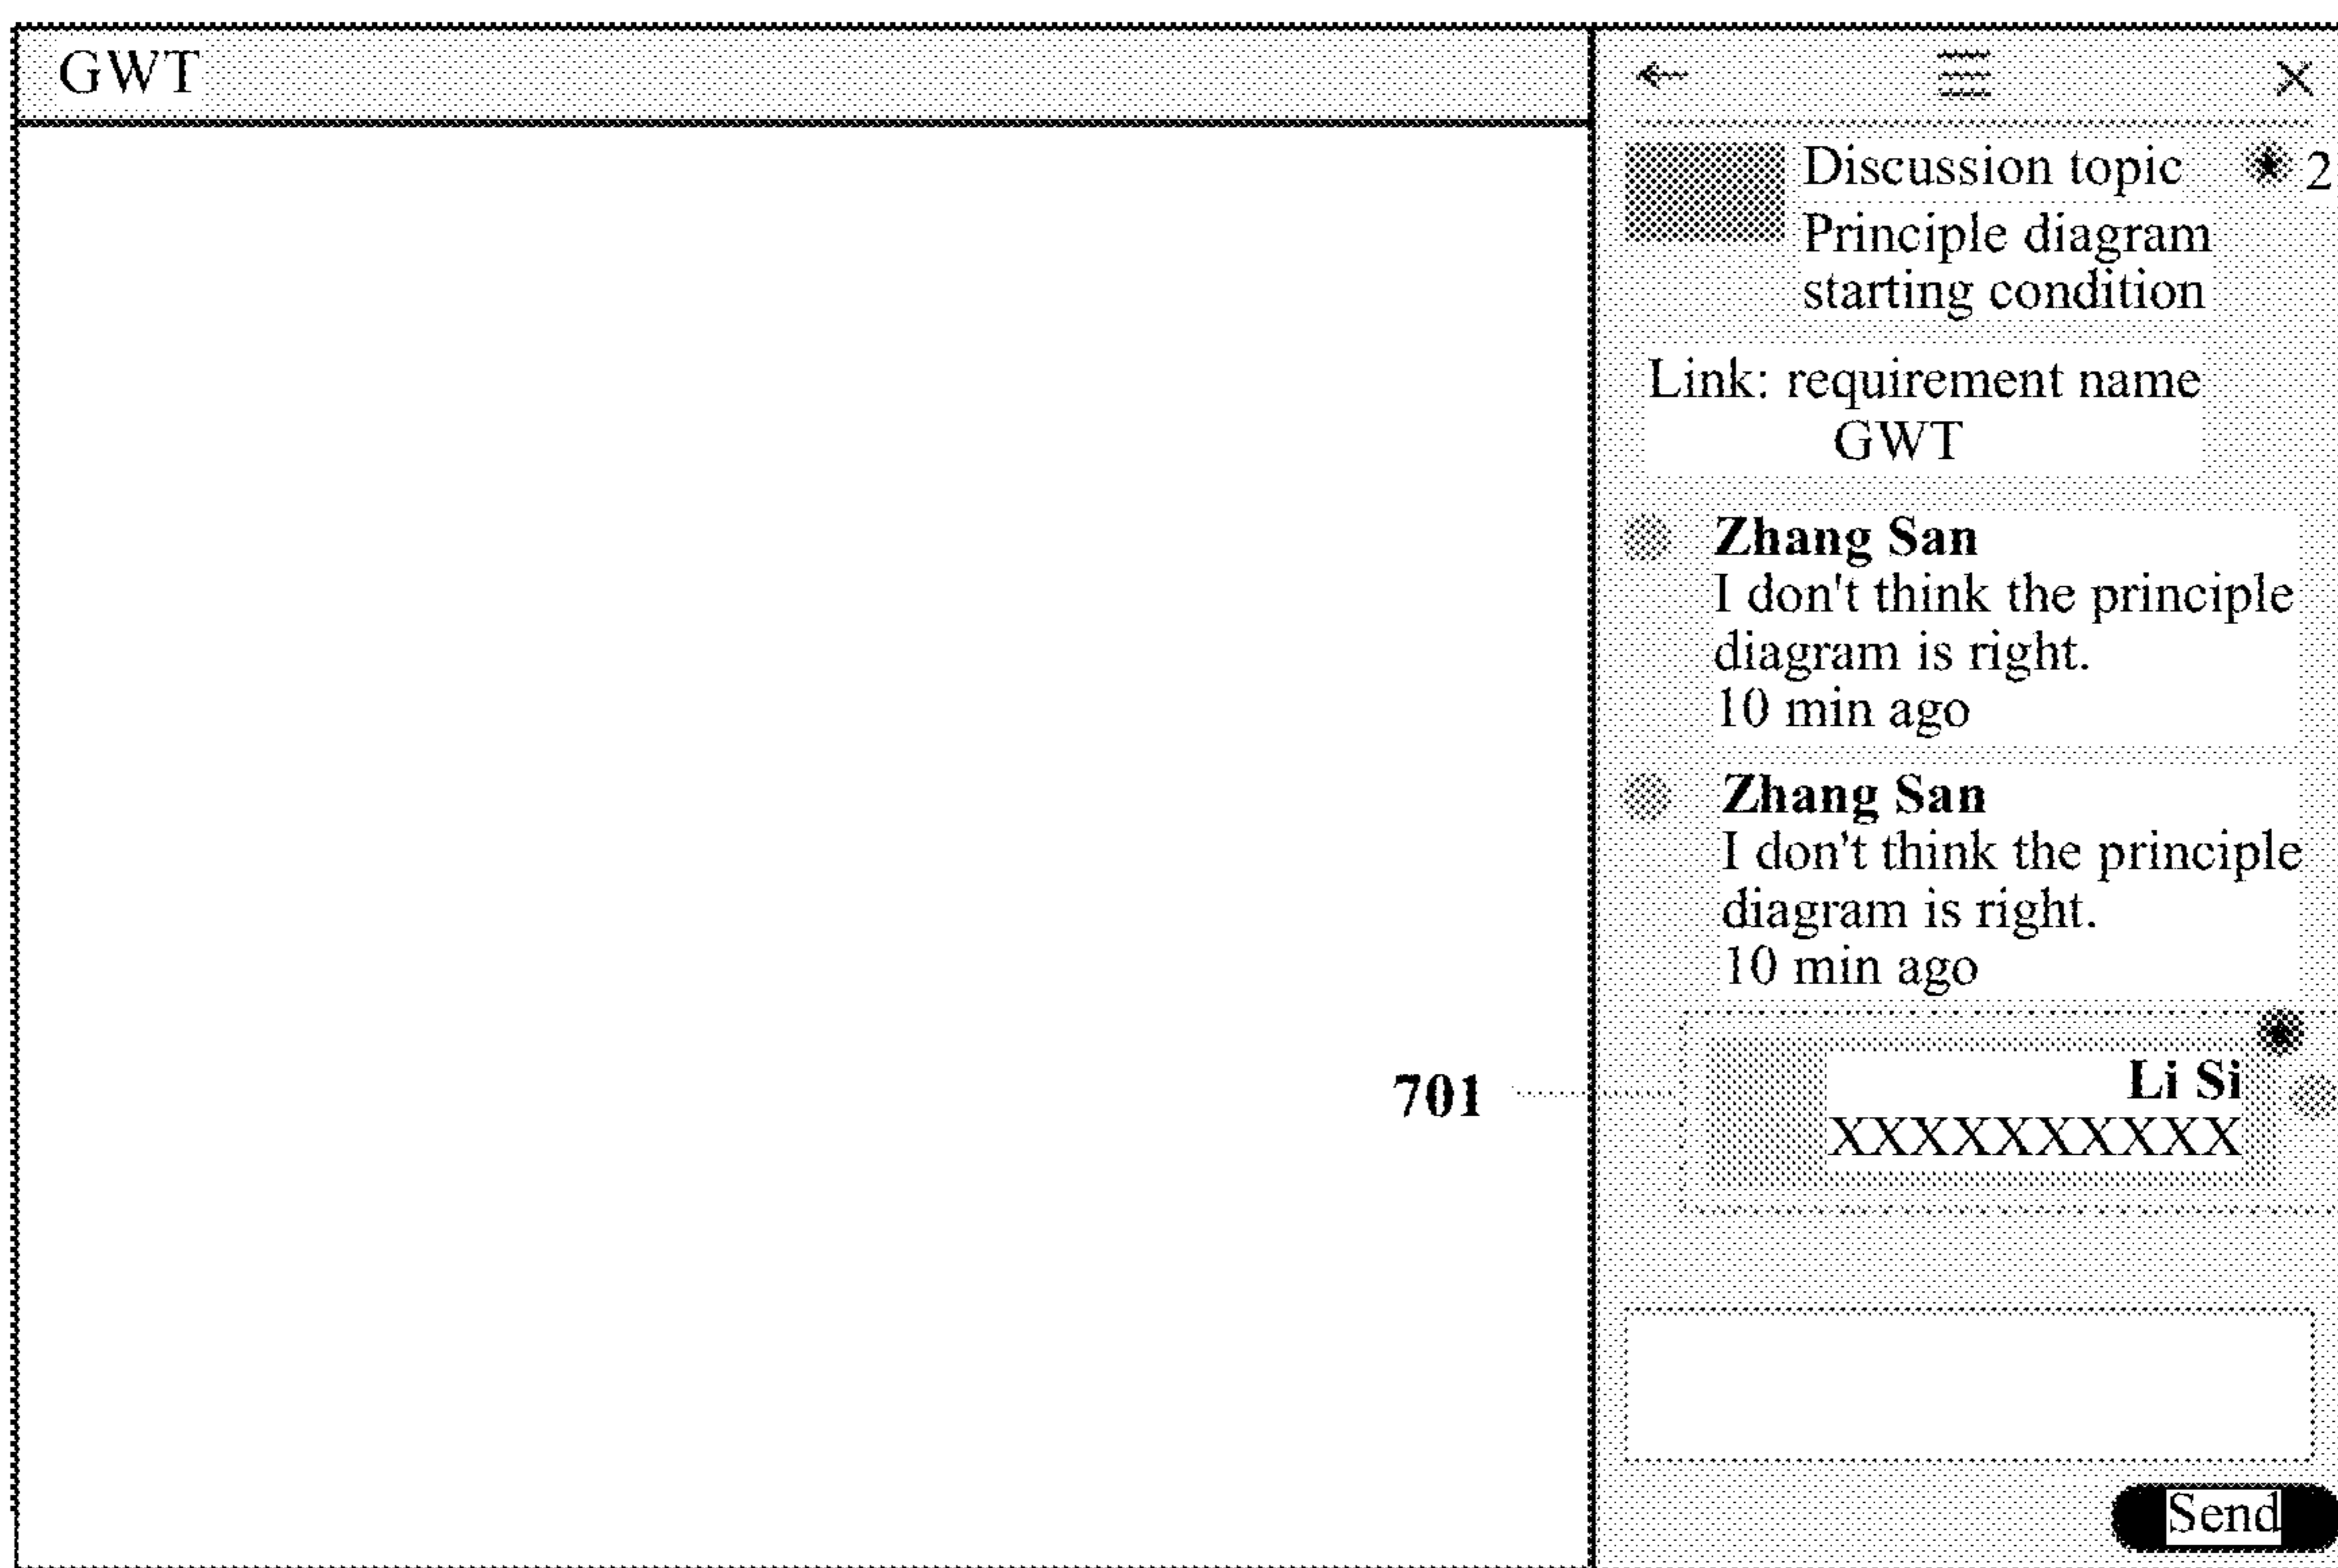 GWT
Discussion topic 2
Principle diagram
starting condition
Link: requirement name
GWT
Zhang San
I don't think the principle
diagram is right.
10 min ago
Zhang San
I don't think the principle
diagram is right.
10 min ago
701
Li Si
XXXXXXXXXX
Send